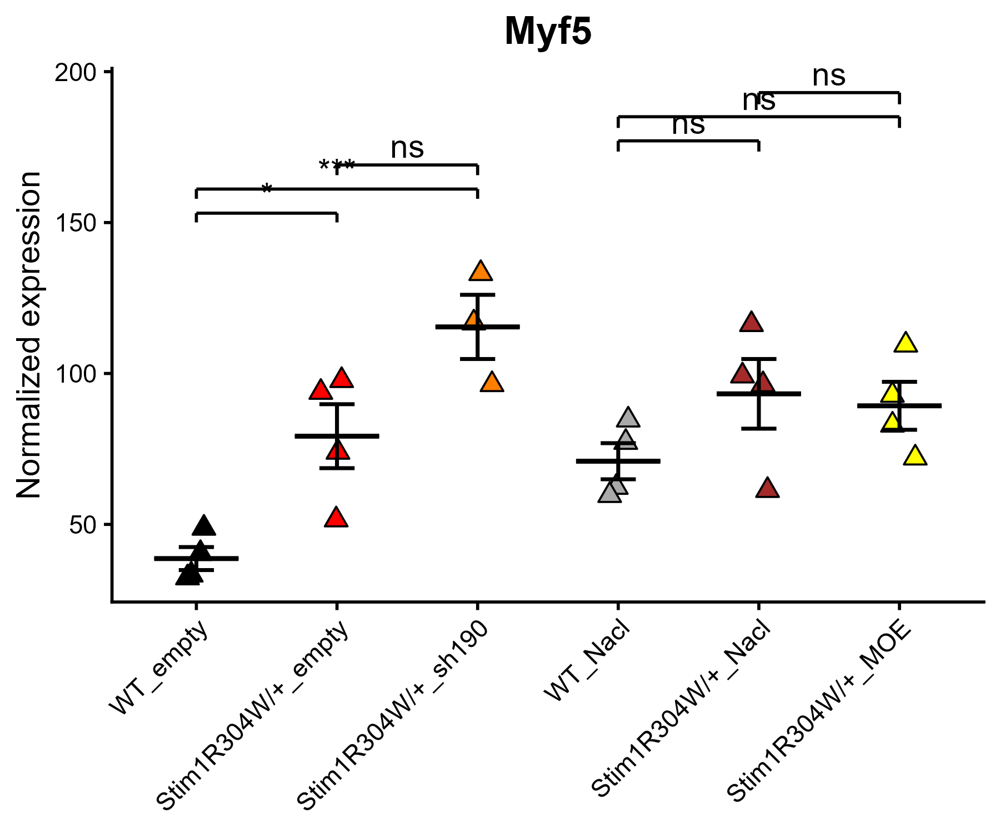 Myf5
Normalized expression
200
150
100
50
ns
ns
ns
ns
***
*
WT_empty
Stim1R304W/+_empty
Stim1R304W/+_sh190
WT_Nacl
Stim1R304W/+_Nacl
Stim1R304W/+_MOE